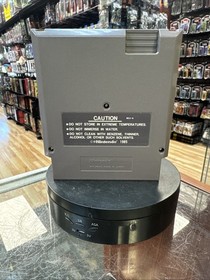 CAUTION
●DO NOT STORE IN EXTREME TEMPERATURES.
●DO NOT IMMERSE IN WATER.
●DO NOT CLEAN WITH BENZENE, THINNER,
ALCOHOL OR OTHER SUCH SOLVENTS.
©Nintendo 1985